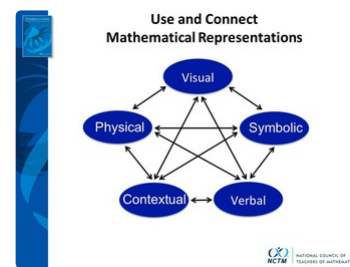 Use and Connect
Mathematical Representations
Visual
Physical
Symbolic
Contextual
Verbal
NCTM
NATIONAL COUNCIL OF
TEACHERS OF MATHEMAT